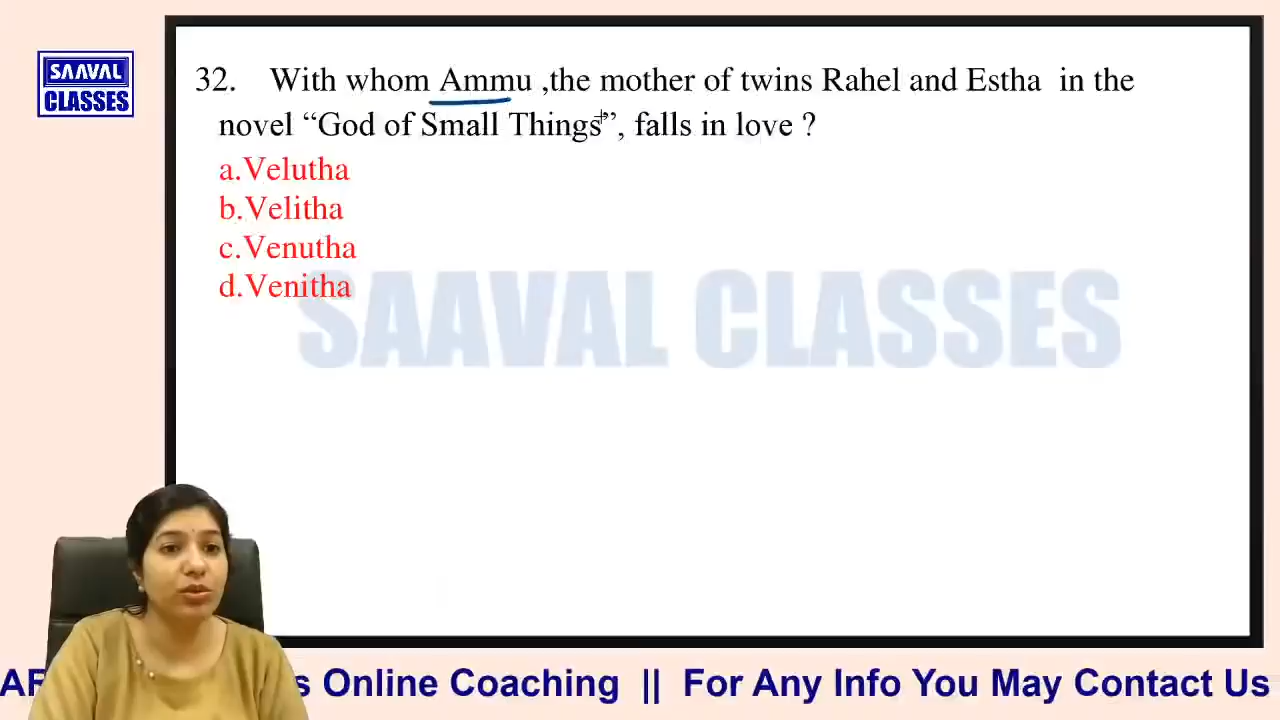 SAAVAL
CLASSES
32. With whom Ammu ,the mother of twins Rahel and Estha in the
novel “God of Small Things”, falls in love ?
a.Velutha
b.Velitha
c.Venutha
d.Venitha
SAAVAL CLASSES
s Online Coaching || For Any Info You May Contact Us